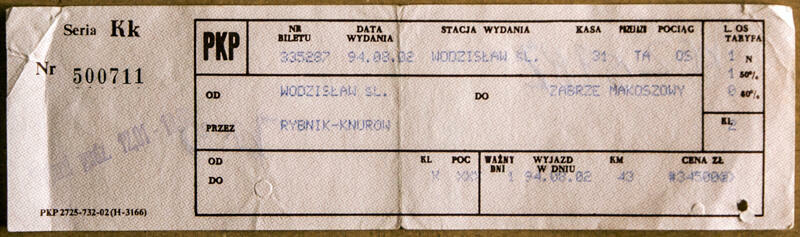 Seria Kk
Nr 500711
PKP 2725-732-02 (H-3166)
PKP
NR BILETU DATA WYDANIA STACJA WYDANIA KASA PRZEJAZD POCIĄG L. OS TARYFA
335287 94.08.02 WODZISŁAW ŚL. 31 TA OS 1 N
1 50%
0 %
OD WODZISŁAW ŚL. DO ZABRZE MAKOSZOWY
PRZEZ RYBNIK-KNURÓW KL 2
OD KL POC WAŻNY DNI WYJAZD W DNIU KM CENA ZŁ
DO X XXX 1 94.08.02 43 #34500